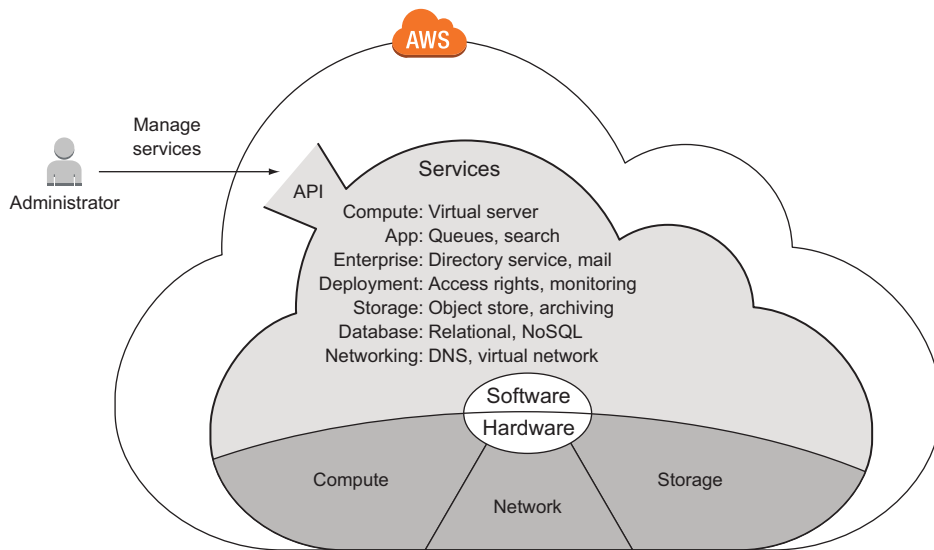 AWS
Manage
services
Administrator
API
Services
Compute: Virtual server
App: Queues, search
Enterprise: Directory service, mail
Deployment: Access rights, monitoring
Storage: Object store, archiving
Database: Relational, NoSQL
Networking: DNS, virtual network
Software
Hardware
Compute
Network
Storage